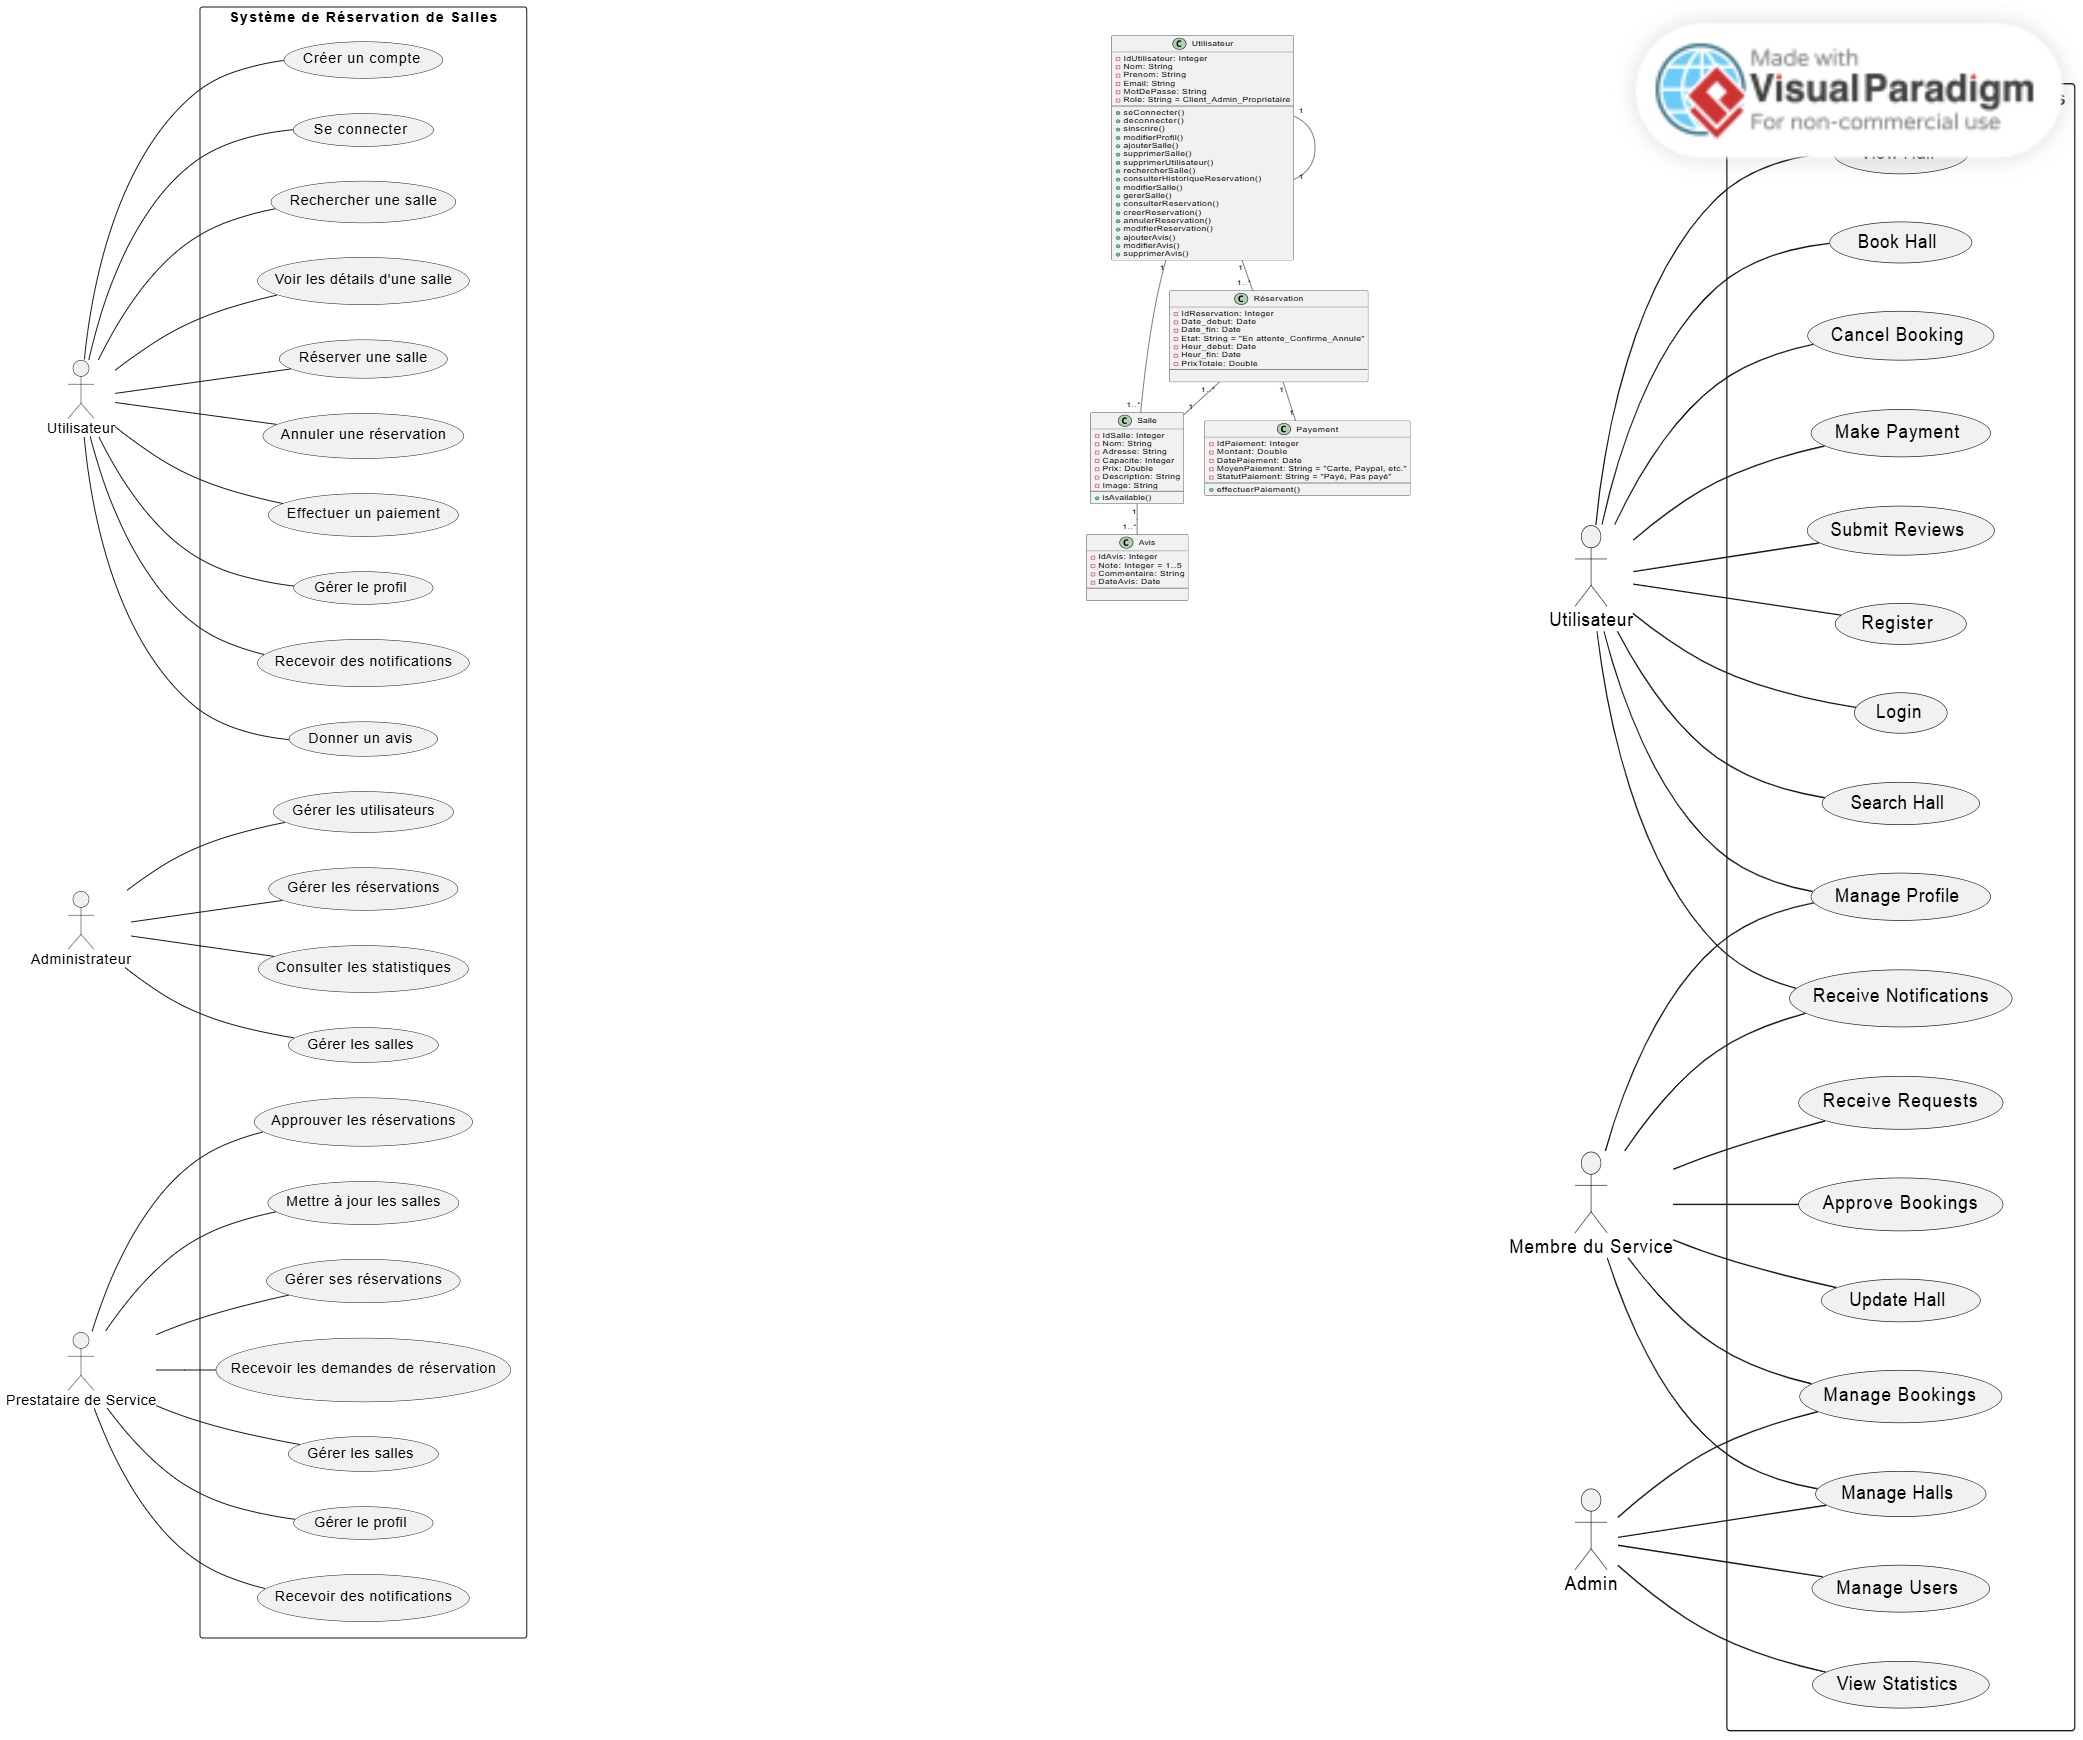 Système de Réservation de Salles
Créer un compte
Se connecter
Rechercher une salle
Voir les détails d'une salle
Réserver une salle
Utilisateur
Annuler une réservation
Effectuer un paiement
Gérer le profil
Recevoir des notifications
Donner un avis
Gérer les utilisateurs
Gérer les réservations
Administrateur
Consulter les statistiques
Gérer les salles
Approuver les réservations
Mettre à jour les salles
Gérer ses réservations
Recevoir les demandes de réservation
Prestataire de Service
Gérer les salles
Gérer le profil
Recevoir des notifications
C Utilisateur
IdUtilisateur: Integer
Nom: String
Prenom: String
Email: String
MotDePasse: String
Role: String = Client_Admin_Proprietaire
seConnecter()
deconnecter()
sinscrire()
modifierProfil()
ajouterSalle()
supprimerSalle()
supprimerUtilisateur()
rechercherSalle()
consulterHistoriqueReservation()
modifierSalle()
gererSalle()
consulterReservation()
creerReservation()
annulerReservation()
modifierReservation()
ajouterAvis()
modifierAvis()
supprimerAvis()
1
1
1
1
1..*
C Réservation
IdReservation: Integer
Date_debut: Date
Date_fin: Date
Etat: String = "En attente_Confirme_Annule"
Heur_debut: Date
Heur_fin: Date
PrixTotale: Double
1..*
1
1..*
1
1
C Salle
IdSalle: Integer
Nom: String
Adresse: String
Capacite: Integer
Prix: Double
Description: String
Image: String
isAvailable()
C Payement
IdPaiement: Integer
Montant: Double
DatePaiement: Date
MoyenPaiement: String = "Carte, Paypal, etc."
StatutPaiement: String = "Payé, Pas payé"
effectuerPaiement()
1
1..*
C Avis
IdAvis: Integer
Note: Integer = 1..5
Commentaire: String
DateAvis: Date
Made with
Visual Paradigm
For non-commercial use
s
View Hall
Book Hall
Cancel Booking
Make Payment
Submit Reviews
Utilisateur
Register
Login
Search Hall
Manage Profile
Receive Notifications
Receive Requests
Approve Bookings
Membre du Service
Update Hall
Manage Bookings
Manage Halls
Admin
Manage Users
View Statistics